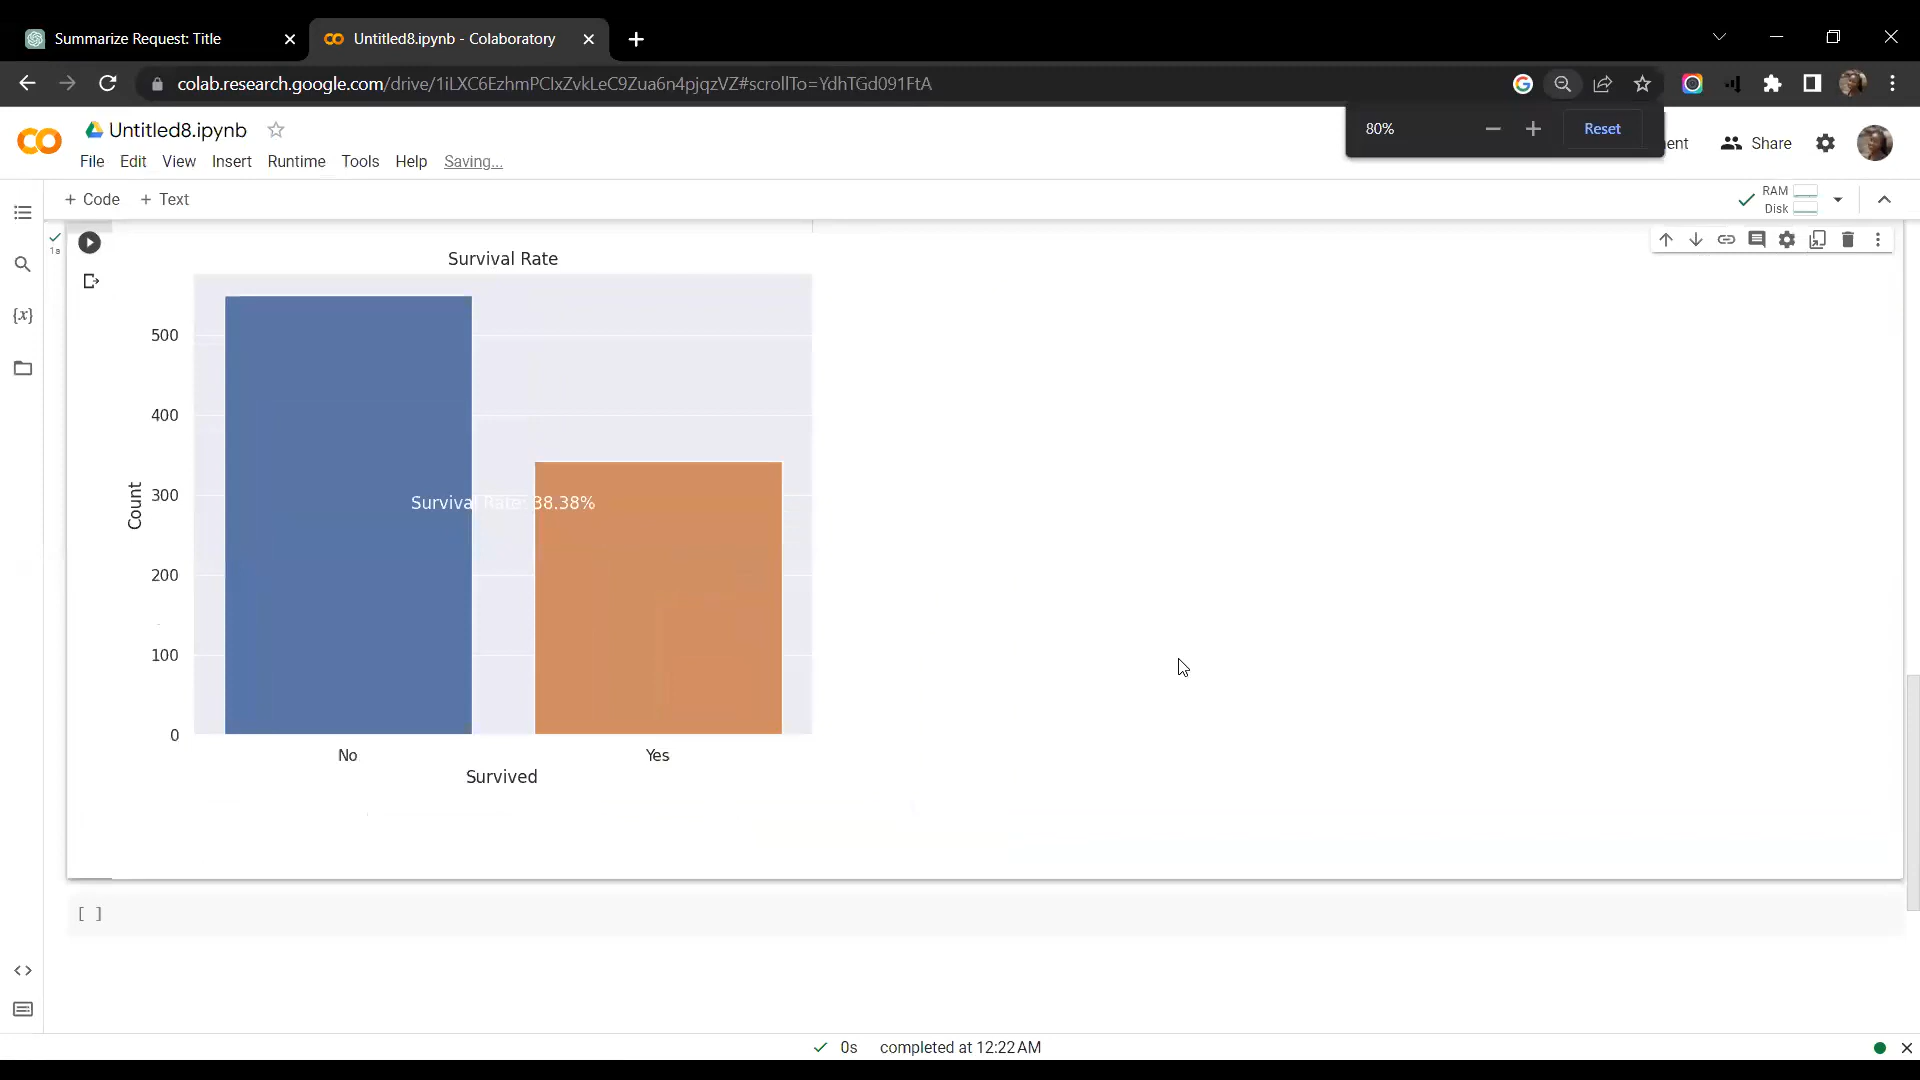 Summarize Request: Title
Untitled8.ipynb - Colaboratory
colab.research.google.com/drive/1iLXC6EzhmPClxZvkLeC9Zua6n4pjqzVZ#scrollTo=YdhTGd091FtA
80%
Reset
Untitled8.ipynb
File Edit View Insert Runtime Tools Help Saving...
Share
+ Code + Text
RAM
Disk
1s
{x}
Survival Rate
500
400
300
200
100
0
Count
Survival Rate: 38.38%
No Yes
Survived
[ ]
0s completed at 12:22 AM